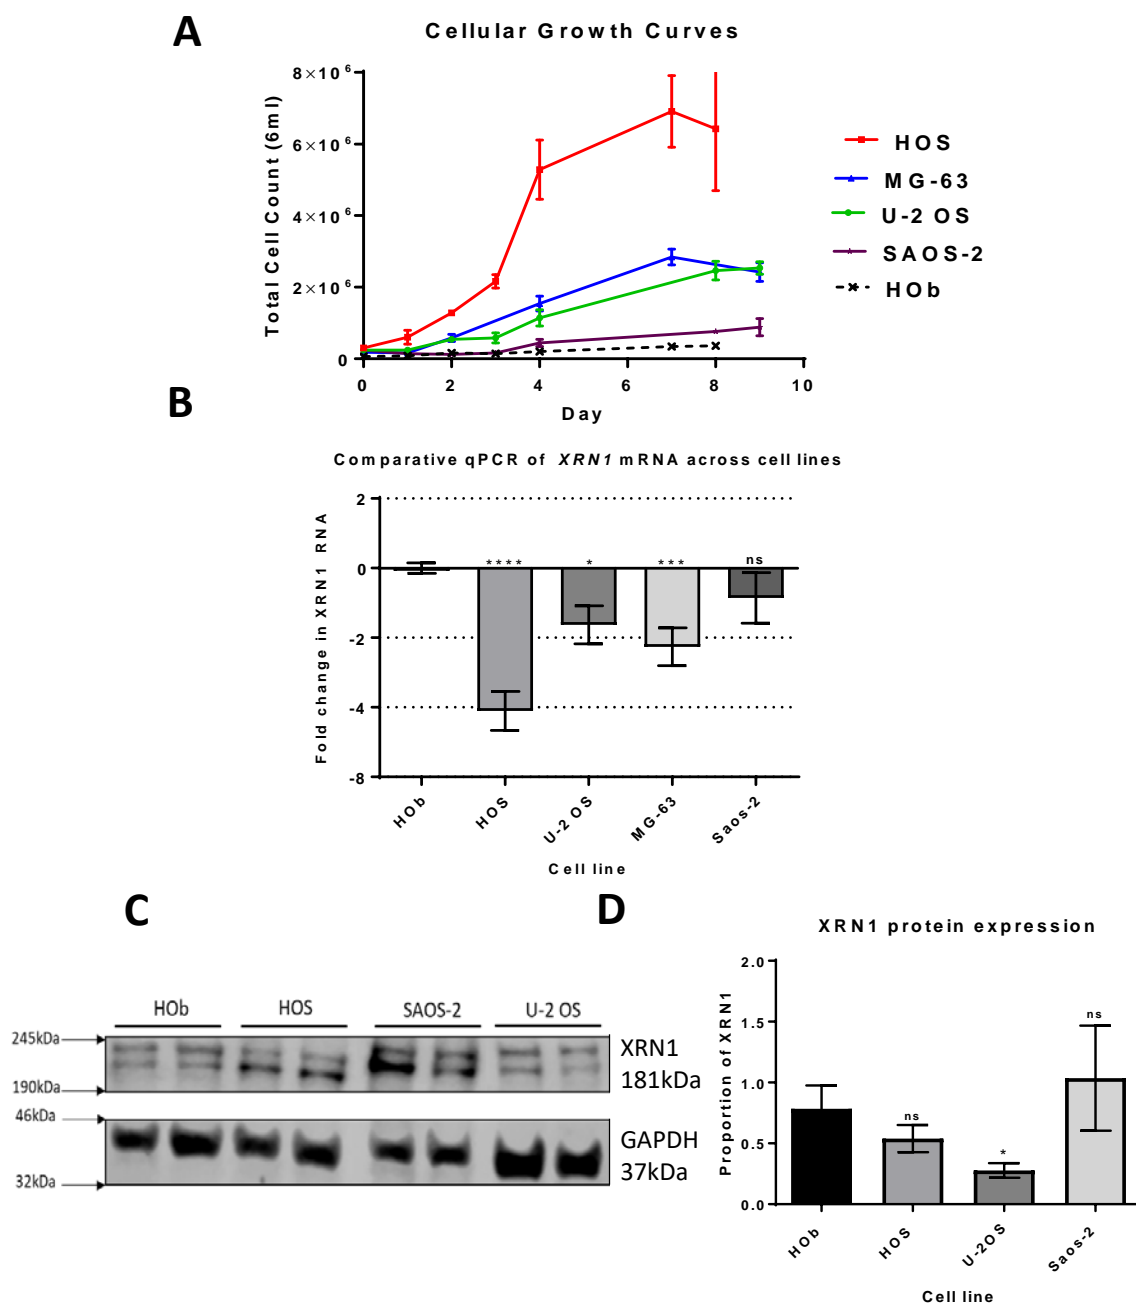 A
Cellular Growth Curves
Total Cell Count (6ml)
8×10⁶
6×10⁶
4×10⁶
2×10⁶
0
0 2 4 6 8 10
Day
HOS
MG-63
U-2 OS
SAOS-2
HOb
B
Comparative qPCR of XRN1 mRNA across cell lines
Fold change in XRN1 RNA
2
0
-2
-4
-8
**** * *** ns
HOb HOS U-2 OS MG-63 Saos-2
Cell line
C
HOb HOS SAOS-2 U-2 OS
245kDa
190kDa
XRN1
181kDa
46kDa
32kDa
GAPDH
37kDa
D
XRN1 protein expression
Proportion of XRN1
2.0
1.5
1.0
0.5
0.0
ns * ns
HOb HOS U-2OS Saos-2
Cell line